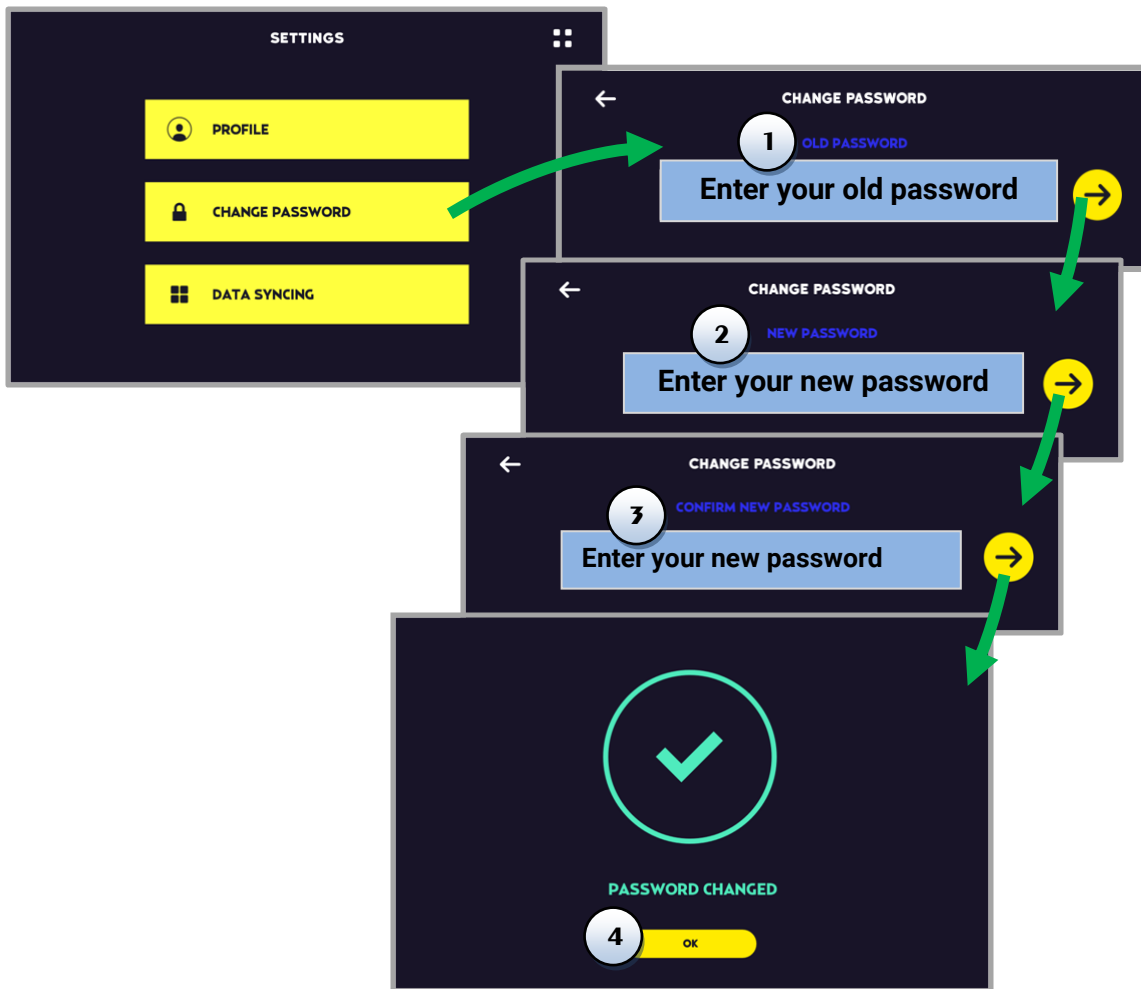 SETTINGS
PROFILE
CHANGE PASSWORD
DATA SYNCING
CHANGE PASSWORD
1
OLD PASSWORD
Enter your old password
CHANGE PASSWORD
2
NEW PASSWORD
Enter your new password
CHANGE PASSWORD
3
CONFIRM NEW PASSWORD
Enter your new password
PASSWORD CHANGED
4
OK